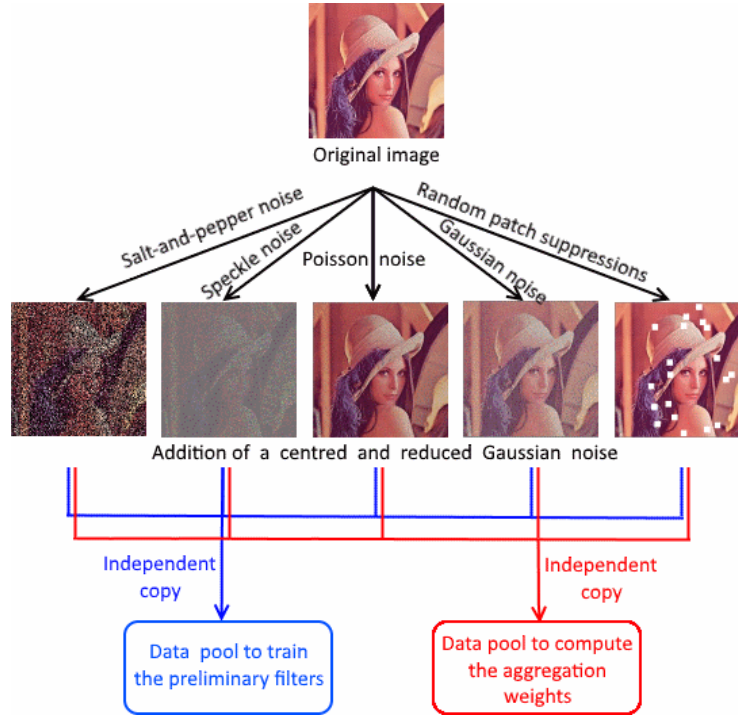 Original image
Salt-and-pepper noise
Speckle noise
Poisson noise
Gaussian noise
Random patch suppressions
Addition of a centred and reduced Gaussian noise
Independent
copy
Independent
copy
Data pool to train
the preliminary filters
Data pool to compute
the aggregation
weights